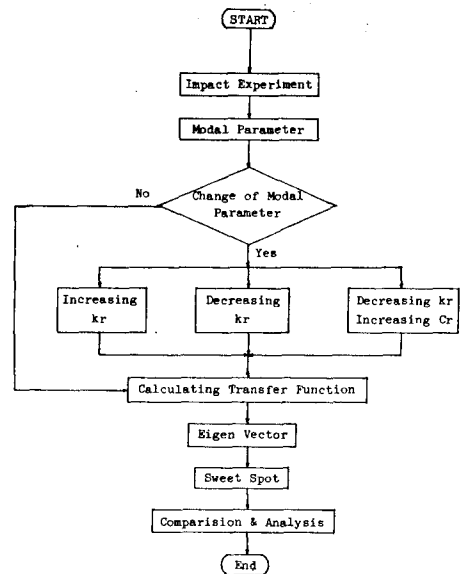 START
Impact Experiment
Modal Parameter
No
Change of Modal
Parameter
Yes
Increasing
kr
Decreasing
kr
Decreasing kr
Increasing Cr
Calculating Transfer Function
Eigen Vector
Sweet Spot
Comparision & Analysis
End